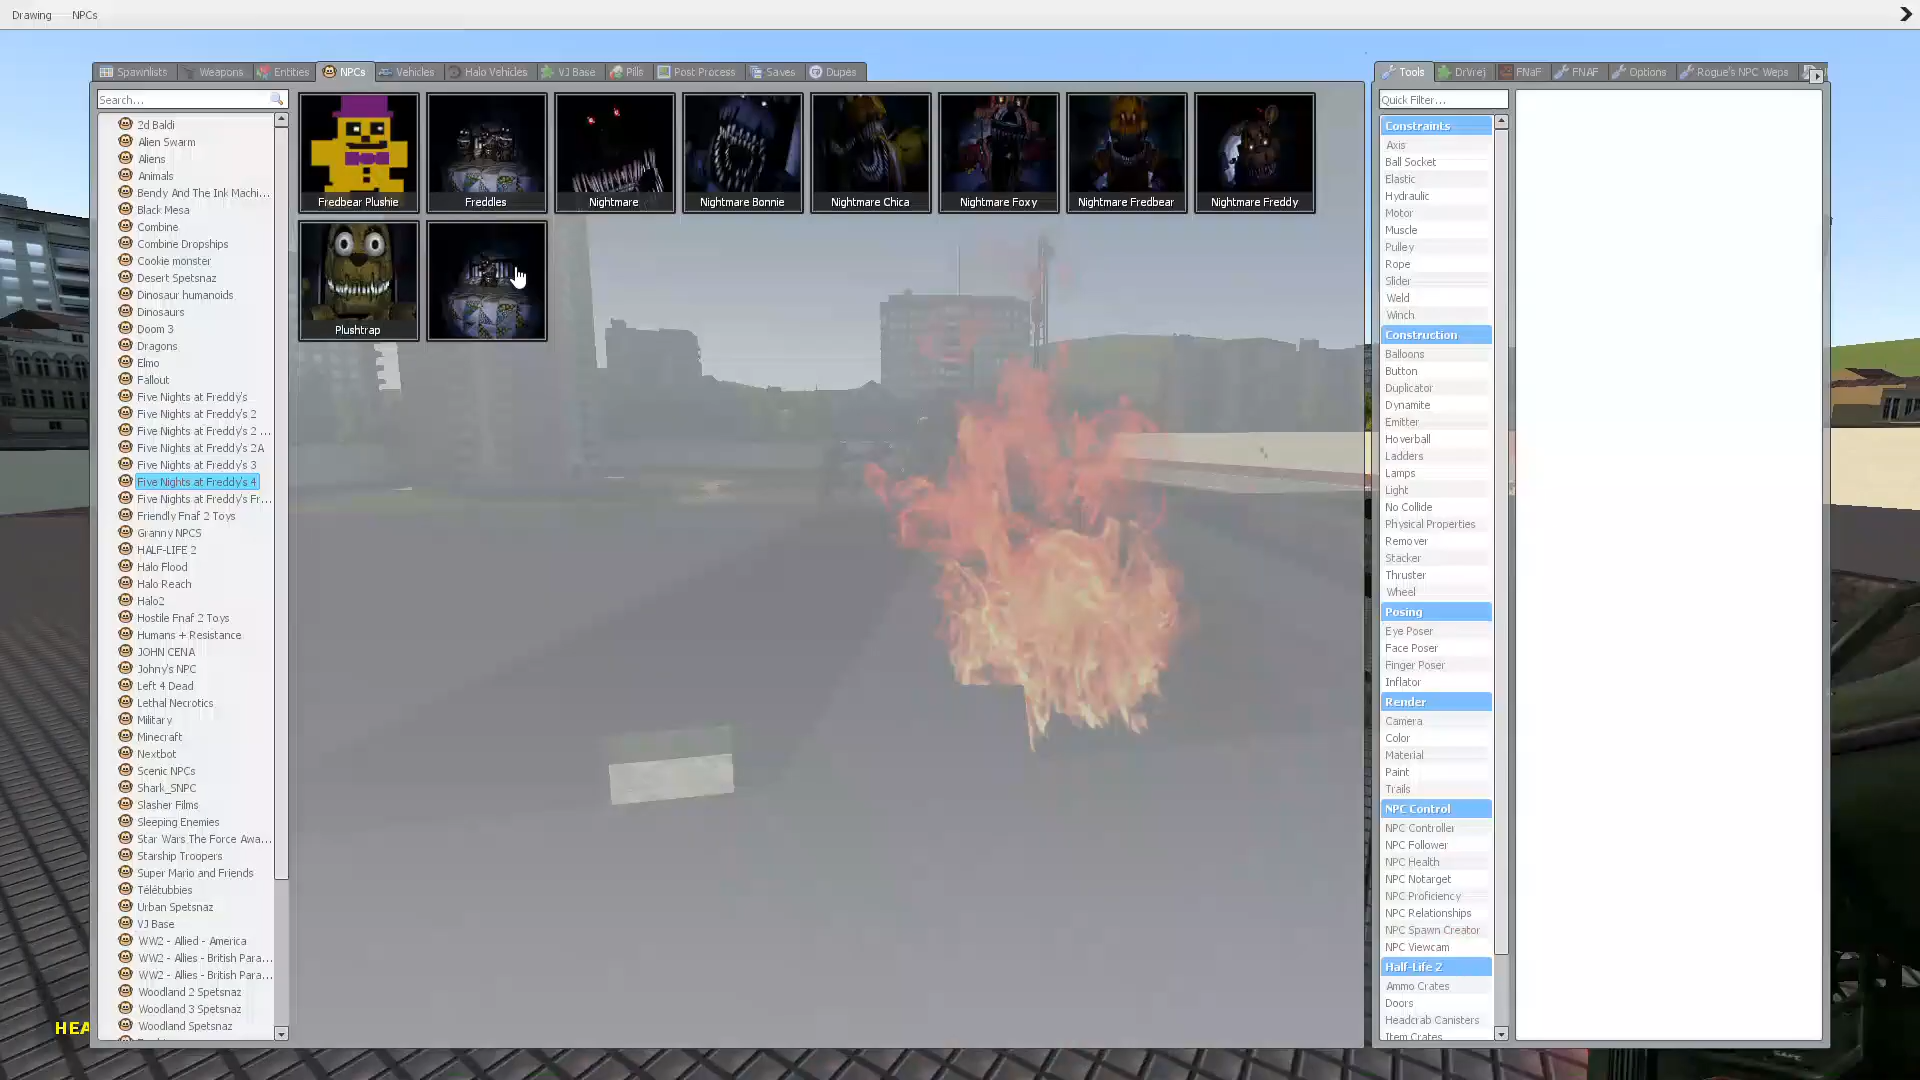 Drawing NPCs
Spawnlists Weapons Entities NPCs Vehicles Halo Vehicles VJ Base Pills Post Process Saves Dupes
Search...
2d Baldi
Alien Swarm
Aliens
Animals
Bendy And The Ink Machi...
Black Mesa
Combine
Combine Dropships
Cookie monster
Desert Spetsnaz
Dinosaur humanoids
Dinosaurs
Doom 3
Dragons
Elmo
Fallout
Five Nights at Freddy's
Five Nights at Freddy's 2
Five Nights at Freddy's 2 ...
Five Nights at Freddy's 2A
Five Nights at Freddy's 3
Five Nights at Freddy's 4
Five Nights at Freddy's Fr...
Friendly Fnaf 2 Toys
Granny NPCS
HALF-LIFE 2
Halo Flood
Halo Reach
Halo2
Hostile Fnaf 2 Toys
Humans + Resistance
JOHN CENA
Johny's NPC
Left 4 Dead
Lethal Necrotics
Military
Minecraft
Nextbot
Scenic NPCs
Shark_SNPC
Slasher Films
Sleeping Enemies
Star Wars The Force Awa...
Starship Troopers
Super Mario and Friends
Télétubbies
Urban Spetsnaz
VJ Base
WW2 - Allied - America
WW2 - Allies - British Para...
WW2 - Allies - British Para...
Woodland 2 Spetsnaz
Woodland 3 Spetsnaz
Woodland Spetsnaz
HEA
Fredbear Plushie Freddles Nightmare Nightmare Bonnie Nightmare Chica Nightmare Foxy Nightmare Fredbear Nightmare Freddy
Plushtrap
Tools DrVrej FNaF FNAF Options Rogue's NPC Weps
Quick Filter...
Constraints
Axis
Ball Socket
Elastic
Hydraulic
Motor
Muscle
Pulley
Rope
Slider
Weld
Winch
Construction
Balloons
Button
Duplicator
Dynamite
Emitter
Hoverball
Ladders
Lamps
Light
No Collide
Physical Properties
Remover
Stacker
Thruster
Wheel
Posing
Eye Poser
Face Poser
Finger Poser
Inflator
Render
Camera
Color
Material
Paint
Trails
NPC Control
NPC Controller
NPC Follower
NPC Health
NPC Notarget
NPC Proficiency
NPC Relationships
NPC Spawn Creator
NPC Viewcam
Half-Life 2
Ammo Crates
Doors
Headcrab Canisters
Item Crates